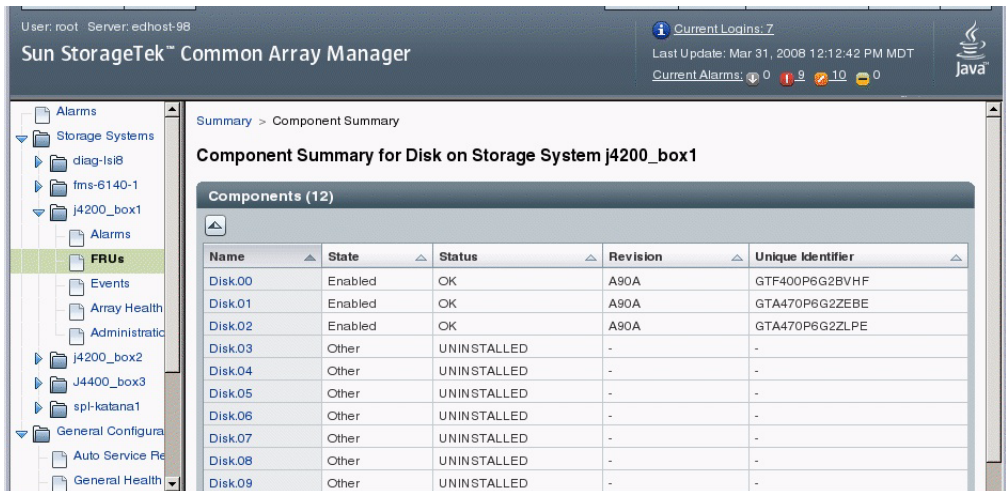 User: root Server: edhost-98
Sun StorageTek™ Common Array Manager
Current Logins: 7
Last Update: Mar 31, 2008 12:12:42 PM MDT
Current Alarms: 0 9 10 0
Java™
Alarms
Storage Systems
diag-lsi8
fms-6140-1
j4200_box1
Alarms
FRUs
Events
Array Health
Administratio
j4200_box2
J4400_box3
spl-katana1
General Configura
Auto Service Re
General Health
Summary > Component Summary
Component Summary for Disk on Storage System j4200_box1
Components (12)
Name State Status Revision Unique Identifier
Disk.00 Enabled OK A90A GTF400P6G2BVHF
Disk.01 Enabled OK A90A GTA470P6G2ZEBE
Disk.02 Enabled OK A90A GTA470P6G2ZLPE
Disk.03 Other UNINSTALLED - -
Disk.04 Other UNINSTALLED - -
Disk.05 Other UNINSTALLED - -
Disk.06 Other UNINSTALLED - -
Disk.07 Other UNINSTALLED - -
Disk.08 Other UNINSTALLED - -
Disk.09 Other UNINSTALLED - -